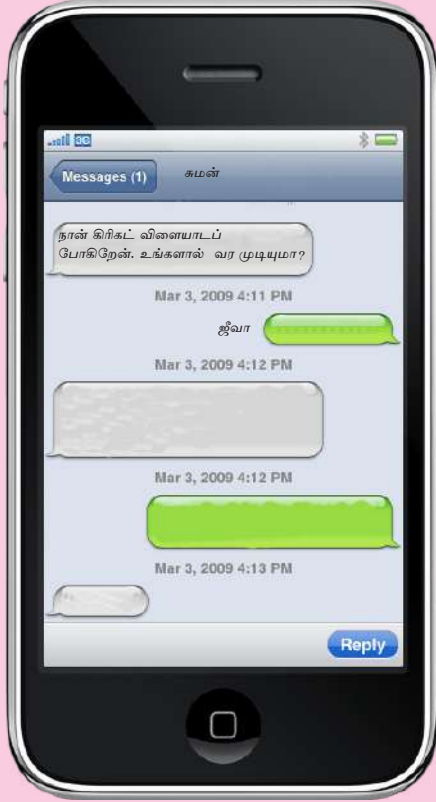 3G
Messages (1) சுமன்
நான் கிரிகட் விளையாடப்
போகிறேன். உங்களால் வர முடியுமா?
Mar 3, 2009 4:11 PM
ஜீவா
Mar 3, 2009 4:12 PM
Mar 3, 2009 4:12 PM
Mar 3, 2009 4:13 PM
Reply